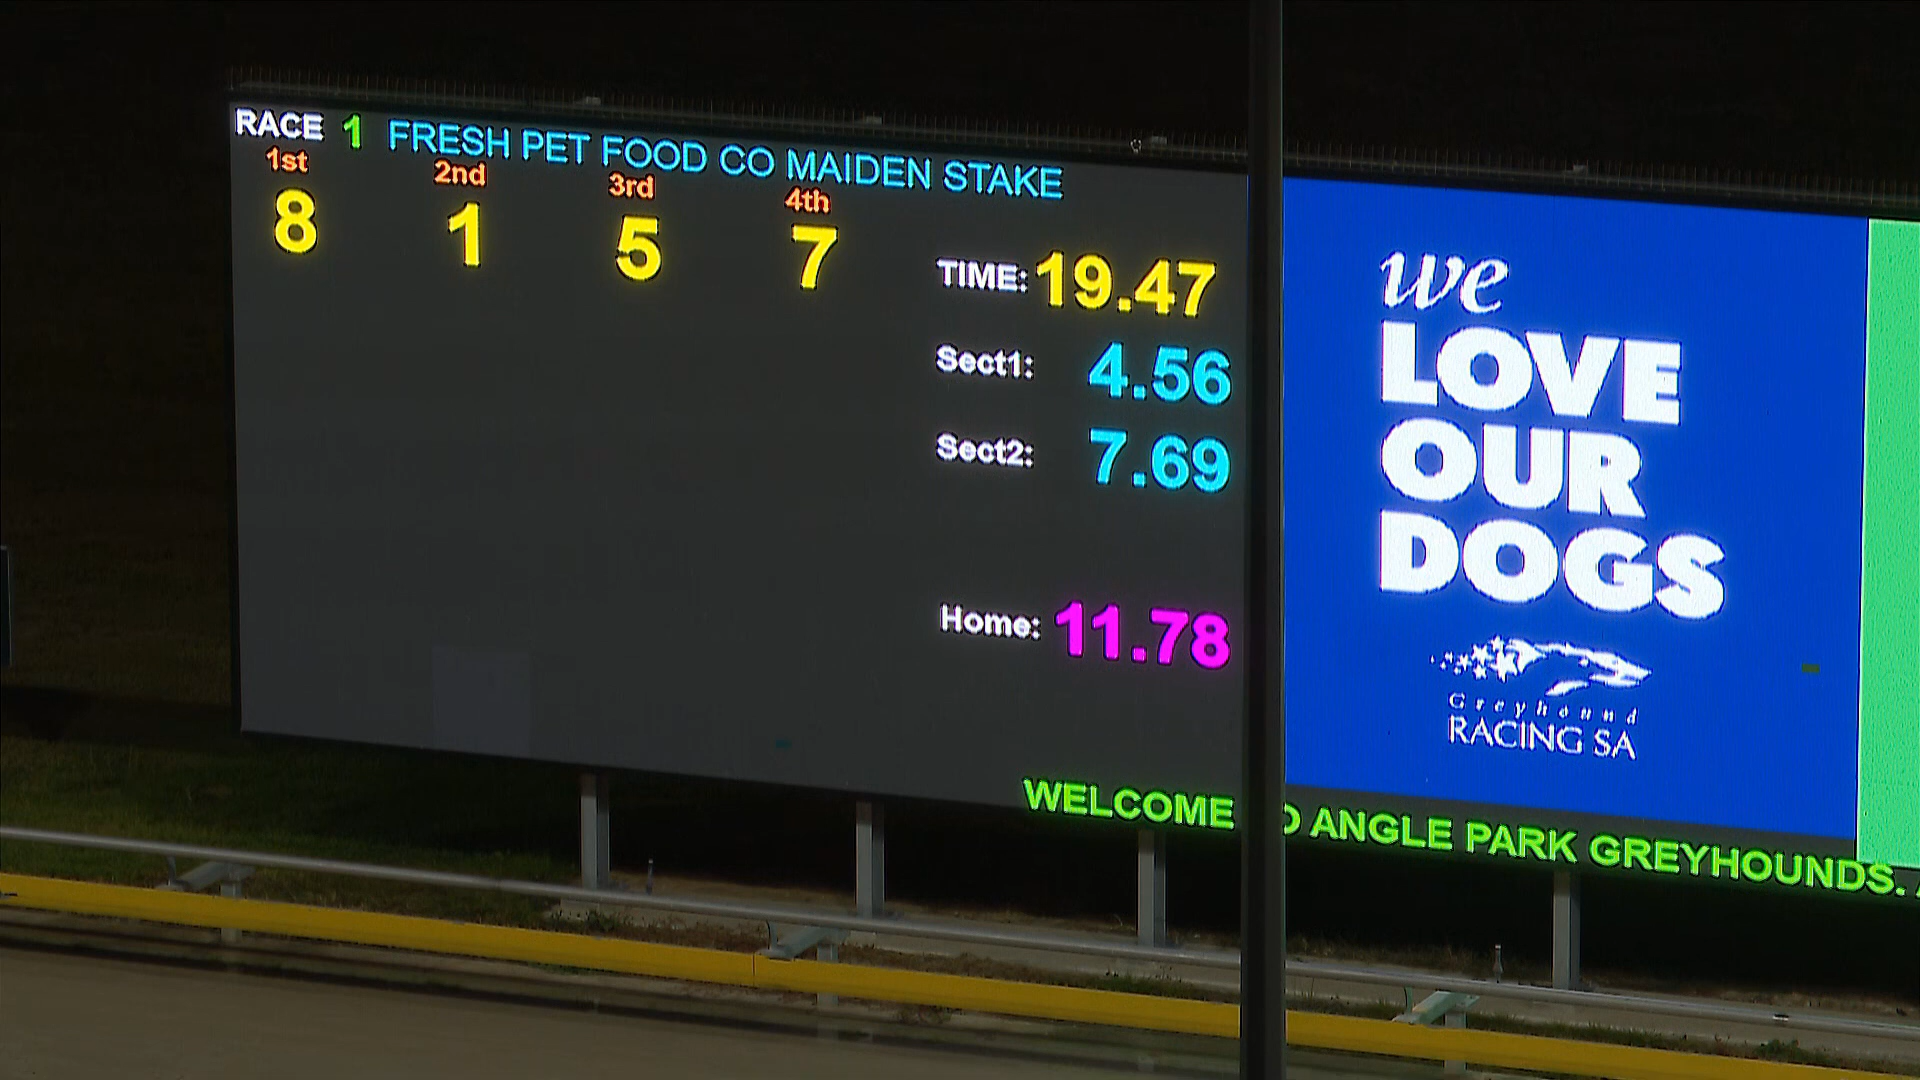 RACE 1 FRESH PET FOOD CO MAIDEN STAKE
1st 2nd 3rd 4th
8 1 5 7
TIME: 19.47
Sect1: 4.56
Sect2: 7.69
Home: 11.78
we
LOVE
OUR
DOGS
Greyhound
RACING SA
WELCOME ANGLE PARK GREYHOUNDS.